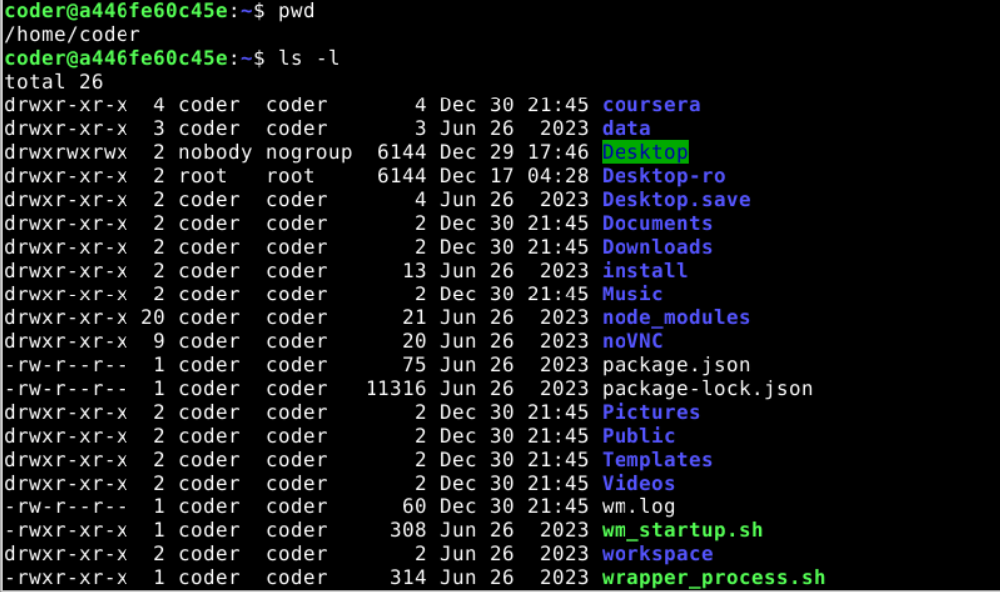 coder@a446fe60c45e:~$ pwd
/home/coder
coder@a446fe60c45e:~$ ls -l
total 26
drwxr-xr-x  4 coder  coder       4 Dec 30 21:45 coursera
drwxr-xr-x  3 coder  coder       3 Jun 26  2023 data
drwxrwxrwx  2 nobody nogroup  6144 Dec 29 17:46 Desktop
drwxr-xr-x  2 root   root     6144 Dec 17 04:28 Desktop-ro
drwxr-xr-x  2 coder  coder       4 Jun 26  2023 Desktop.save
drwxr-xr-x  2 coder  coder       2 Dec 30 21:45 Documents
drwxr-xr-x  2 coder  coder       2 Dec 30 21:45 Downloads
drwxr-xr-x  2 coder  coder      13 Jun 26  2023 install
drwxr-xr-x  2 coder  coder       2 Dec 30 21:45 Music
drwxr-xr-x 20 coder  coder      21 Jun 26  2023 node_modules
drwxr-xr-x  9 coder  coder      20 Jun 26  2023 noVNC
-rw-r--r--  1 coder  coder      75 Jun 26  2023 package.json
-rw-r--r--  1 coder  coder   11316 Jun 26  2023 package-lock.json
drwxr-xr-x  2 coder  coder       2 Dec 30 21:45 Pictures
drwxr-xr-x  2 coder  coder       2 Dec 30 21:45 Public
drwxr-xr-x  2 coder  coder       2 Dec 30 21:45 Templates
drwxr-xr-x  2 coder  coder       2 Dec 30 21:45 Videos
-rw-r--r--  1 coder  coder      60 Dec 30 21:45 wm.log
-rwxr-xr-x  1 coder  coder     308 Jun 26  2023 wm_startup.sh
drwxr-xr-x  2 coder  coder       2 Jun 26  2023 workspace
-rwxr-xr-x  1 coder  coder     314 Jun 26  2023 wrapper_process.sh